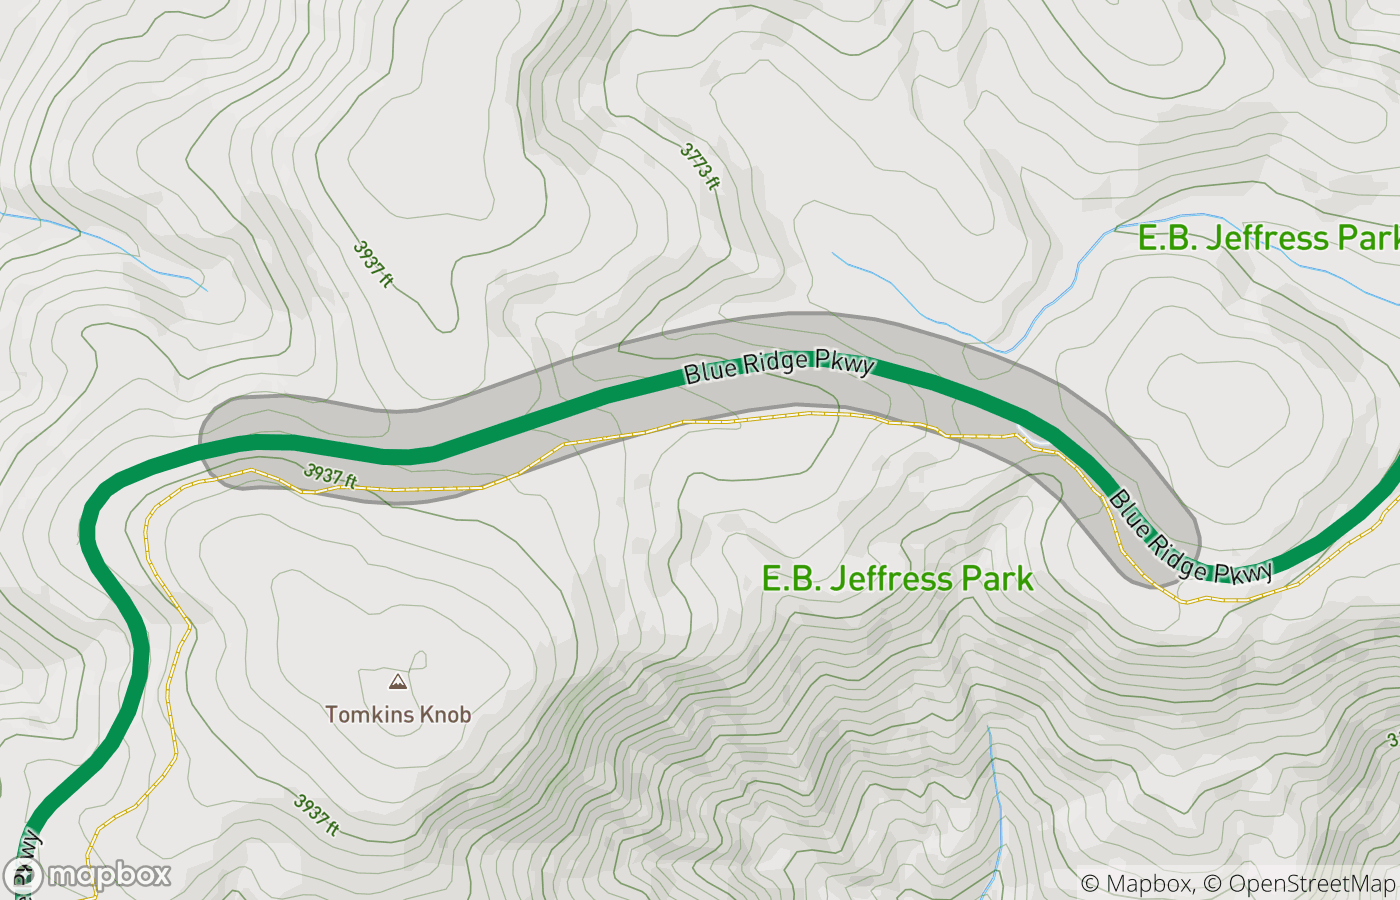 3773 ft
E.B. Jeffress Park
3937 ft
Blue Ridge Pkwy
3937 ft
Blue Ridge Pkwy
E.B. Jeffress Park
Tomkins Knob
3937 ft
mapbox
© Mapbox, © OpenStreetMap